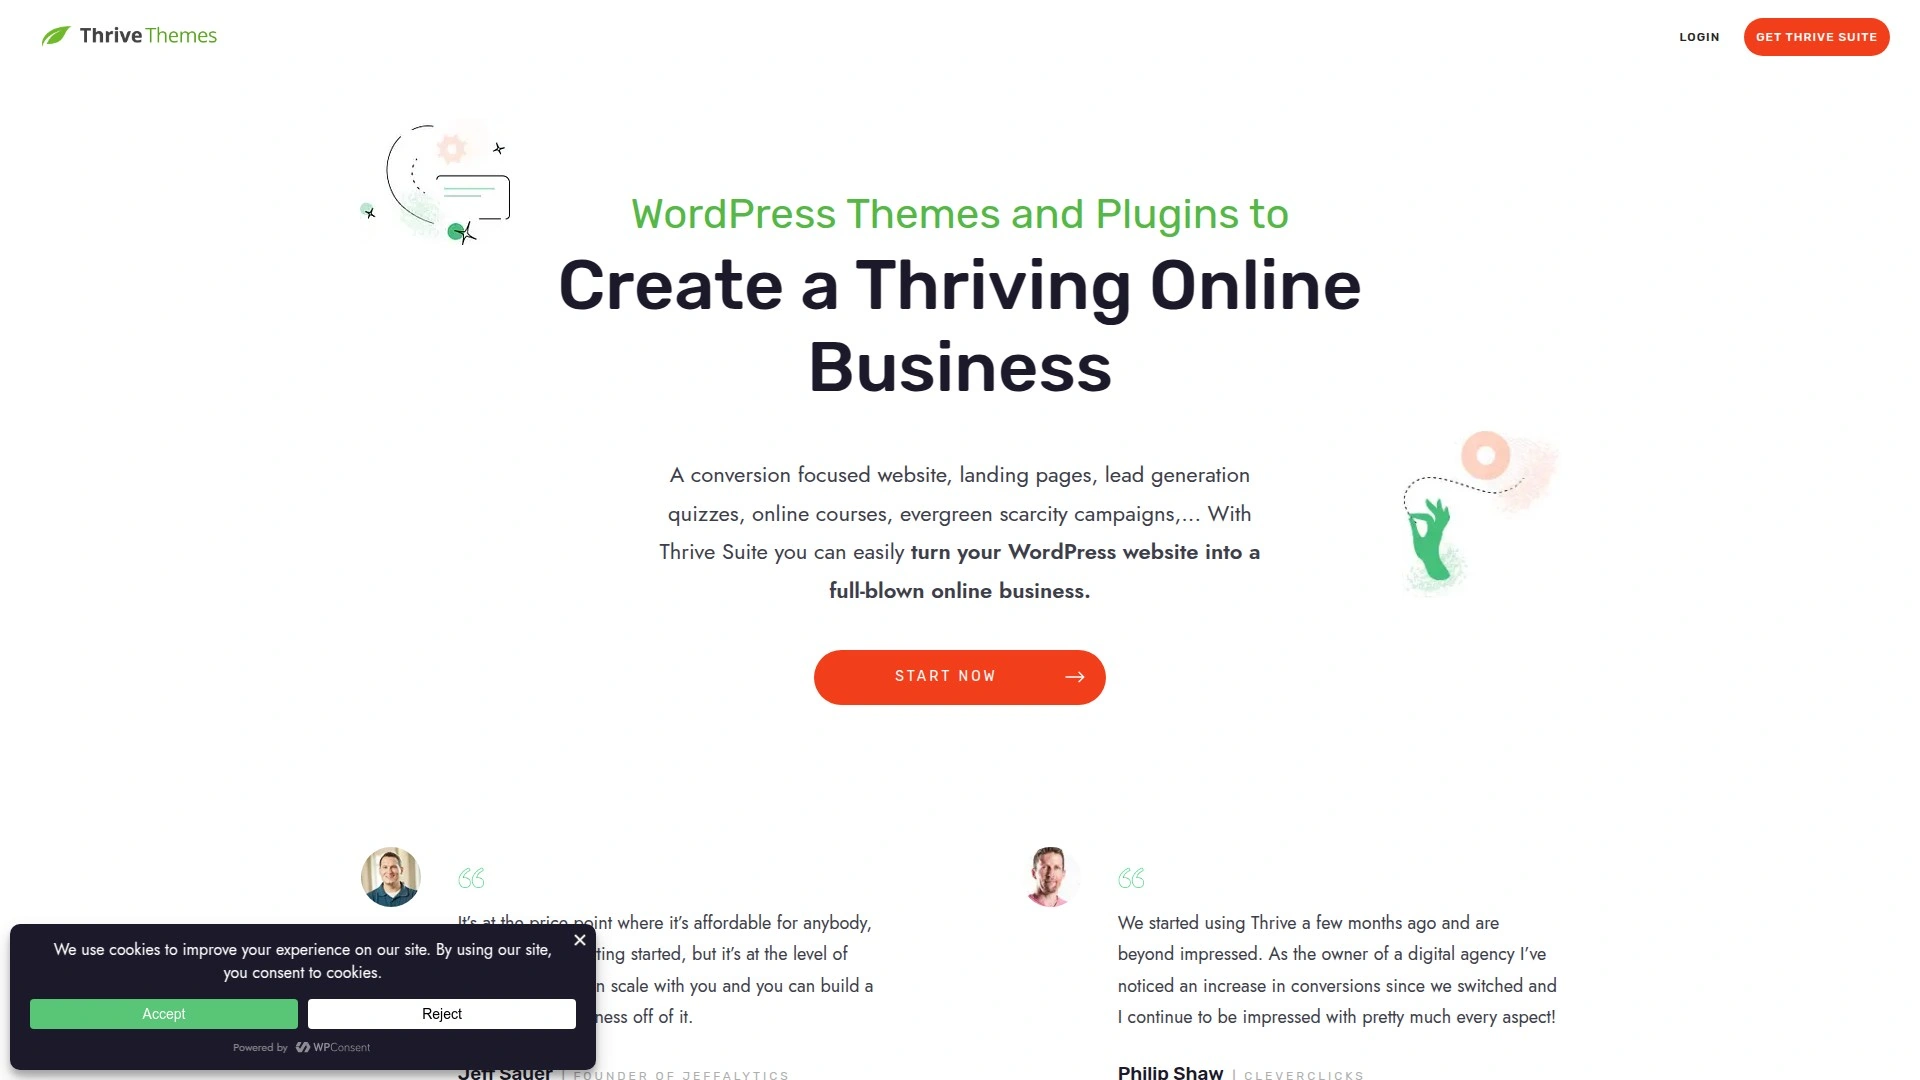 Thrive Themes
LOGIN
GET THRIVE SUITE
WordPress Themes and Plugins to
Create a Thriving Online
Business
A conversion focused website, landing pages, lead generation
quizzes, online courses, evergreen scarcity campaigns,... With
Thrive Suite you can easily turn your WordPress website into a
full-blown online business.
START NOW
It's at the price point where it's affordable for anybody,
ting started, but it's at the level of
n scale with you and you can build a
ness off of it.
Jeff Sauer | FOUNDER OF JEFFALYTICS
We started using Thrive a few months ago and are
beyond impressed. As the owner of a digital agency I've
noticed an increase in conversions since we switched and
I continue to be impressed with pretty much every aspect!
Philip Shaw | CLEVERCLICKS
We use cookies to improve your experience on our site. By using our site,
you consent to cookies.
Accept
Reject
Powered by WPConsent